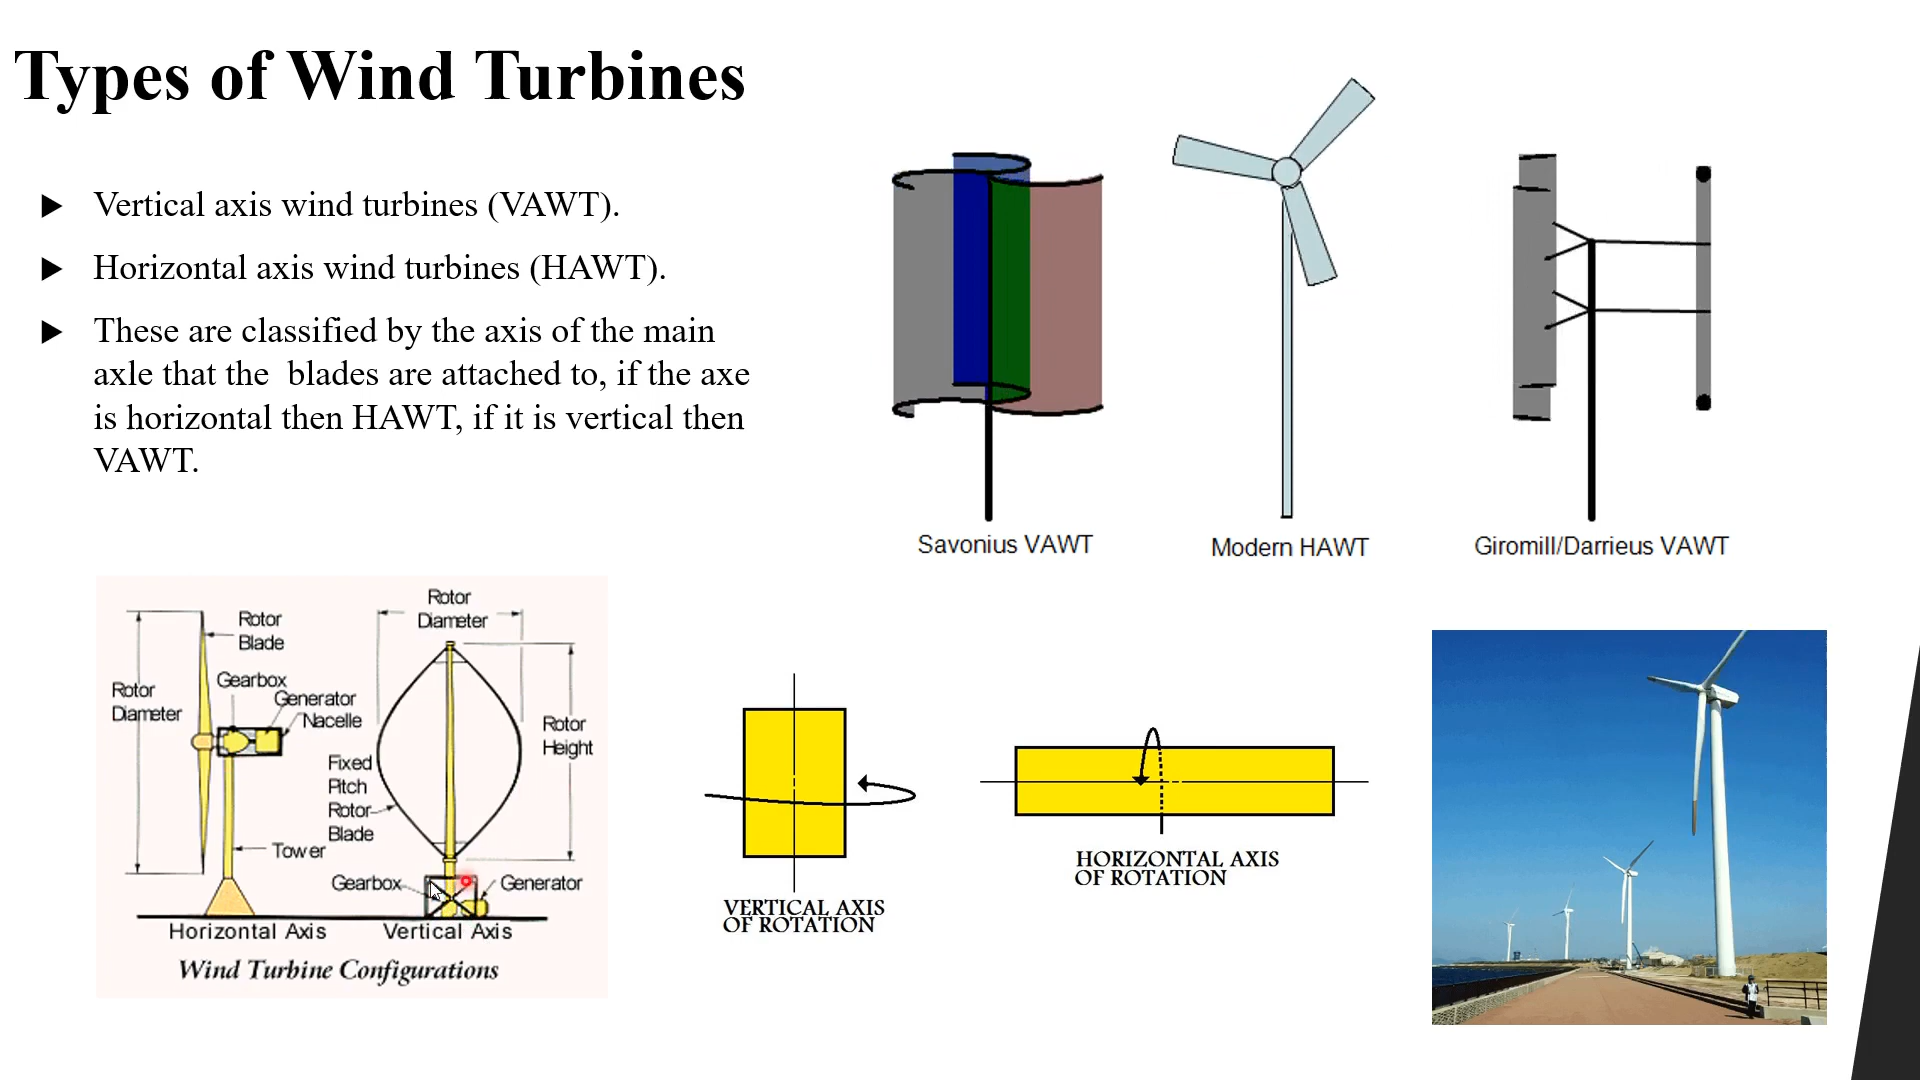 Types of Wind Turbines
Vertical axis wind turbines (VAWT).
Horizontal axis wind turbines (HAWT).
These are classified by the axis of the main
axle that the  blades are attached to, if the axe
is horizontal then HAWT, if it is vertical then
VAWT.
Savonius VAWT
Modern HAWT
Giromill/Darrieus VAWT
Rotor
Diameter
Rotor
Blade
Gearbox
Generator
Nacelle
Rotor
Diameter
Rotor
Height
Fixed
Pitch
Rotor
Blade
Tower
Gearbox
Generator
Horizontal Axis
Vertical Axis
Wind Turbine Configurations
VERTICAL AXIS
OF ROTATION
HORIZONTAL AXIS
OF ROTATION